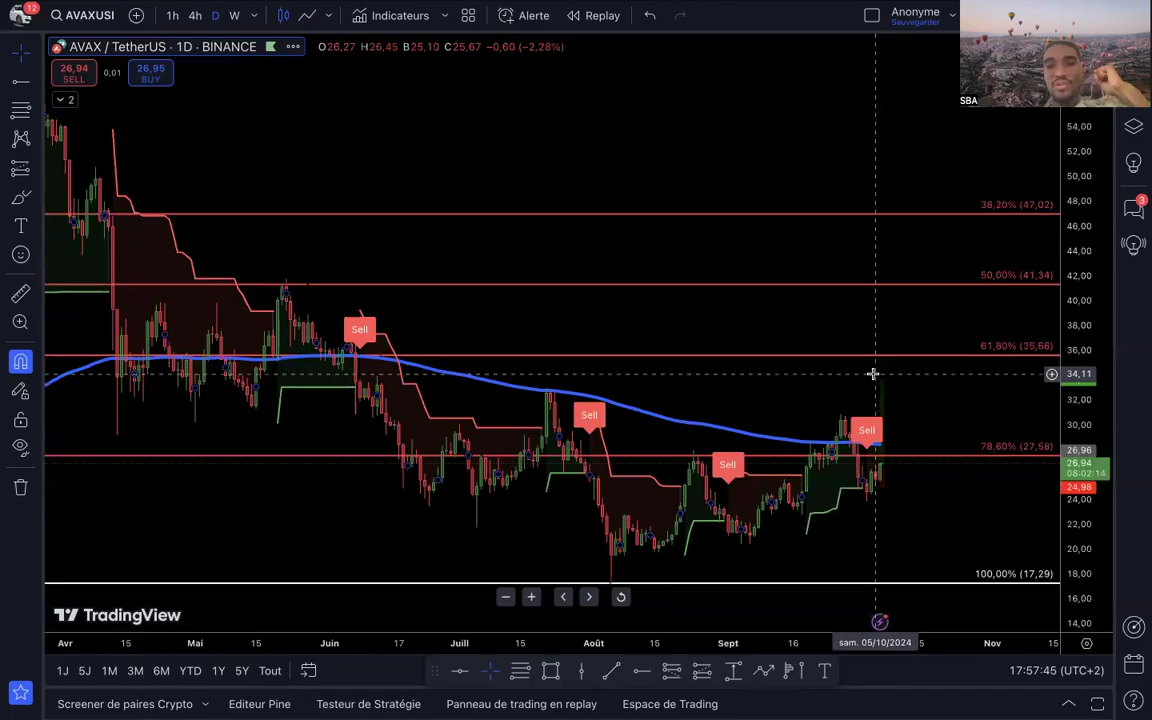 12
AVAXUSI
1h 4h D W
Indicateurs
Alerte
Replay
Anonyme
Sauvegarder
AVAX / TetherUS · 1D · BINANCE
O26,27 H26,45 B25,10 C25,67 −0,60 (−2,28%)
26,94
SELL
0,01
26,95
BUY
2
SBA
54,00
52,00
50,00
48,00
38,20% (47,02)
46,00
44,00
42,00
50,00% (41,34)
40,00
38,00
Sell
61,80% (35,66)
36,00
34,11
32,00
Sell
30,00
Sell
78,60% (27,58)
26,96
Sell
26,94
08:02:14
24,98
24,00
22,00
20,00
100,00% (17,29)
18,00
16,00
14,00
3
TradingView
Avr 15 Mai 15 Juin 17 Juill 15 Août 15 Sept 16 sam. 05/10/2024 5 Nov 15
1J 5J 1M 3M 6M YTD 1Y 5Y Tout
17:57:45 (UTC+2)
Screener de paires Crypto
Editeur Pine
Testeur de Stratégie
Panneau de trading en replay
Espace de Trading